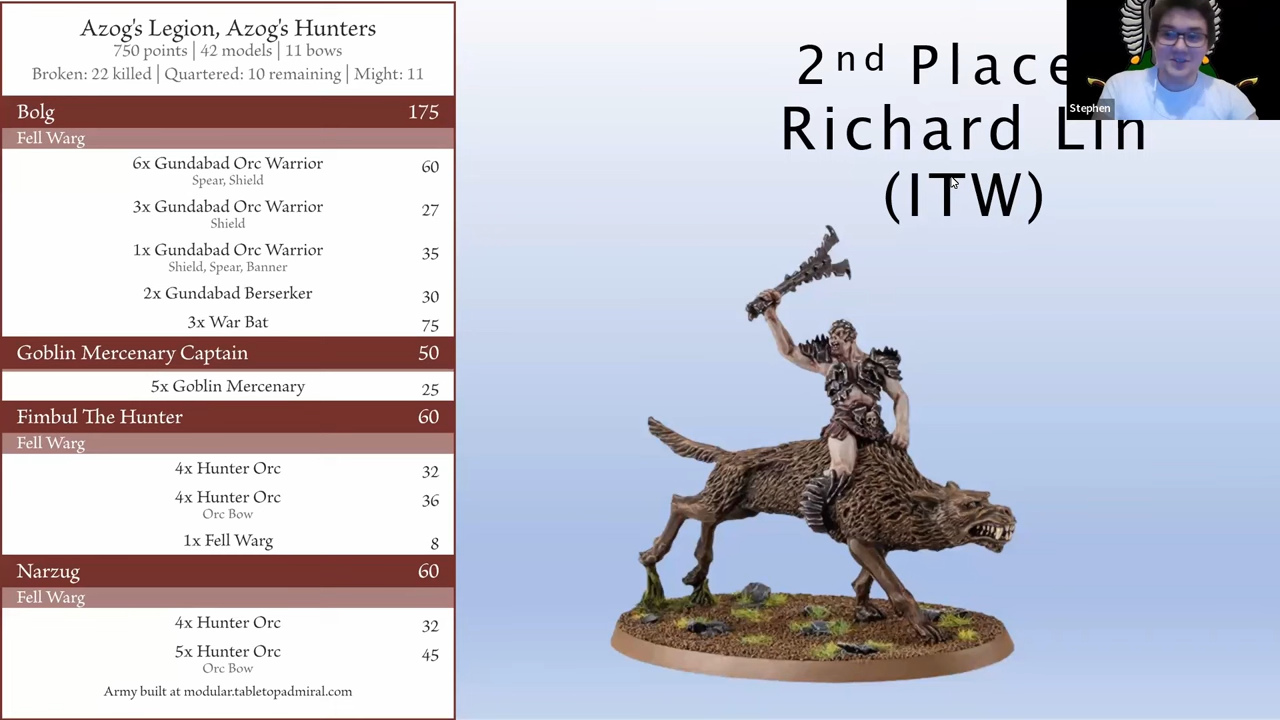 Azog's Legion, Azog's Hunters
750 points | 42 models | 11 bows
Broken: 22 killed | Quartered: 10 remaining | Might: 11
Bolg 175
Fell Warg
6x Gundabad Orc Warrior 60
Spear, Shield
3x Gundabad Orc Warrior 27
Shield
1x Gundabad Orc Warrior 35
Shield, Spear, Banner
2x Gundabad Berserker 30
3x War Bat 75
Goblin Mercenary Captain 50
5x Goblin Mercenary 25
Fimbul The Hunter 60
Fell Warg
4x Hunter Orc 32
4x Hunter Orc 36
Orc Bow
1x Fell Warg 8
Narzug 60
Fell Warg
4x Hunter Orc 32
5x Hunter Orc 45
Orc Bow
Army built at modular.tabletopadmiral.com
2nd Place
Richard Lin
(ITW)
Stephen